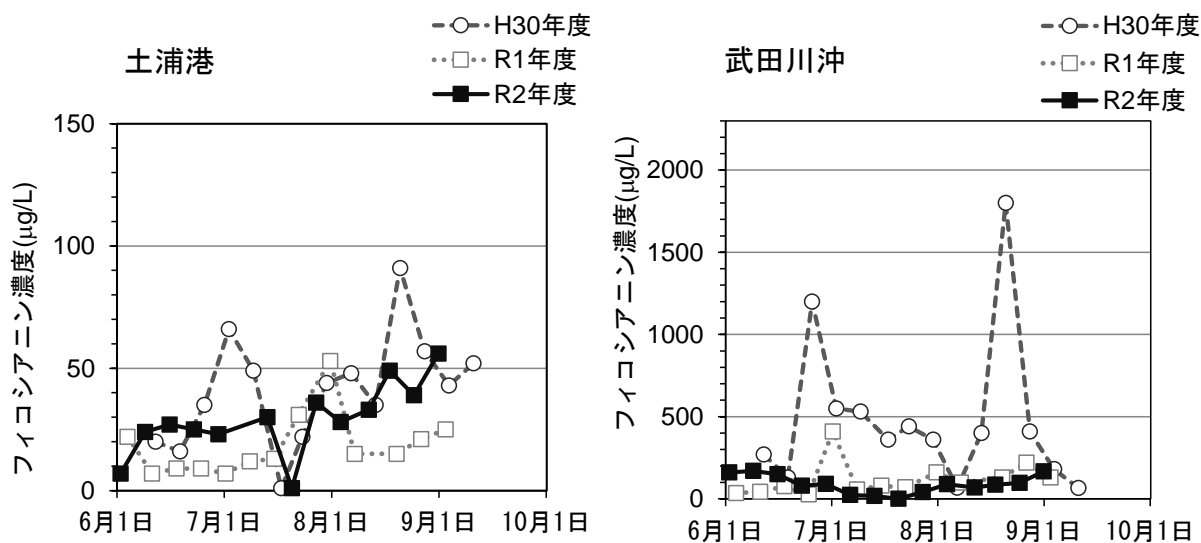 土浦港
H30年度
R1年度
R2年度
フィコシアニン濃度(μg/L)
150
100
50
0
6月1日 7月1日 8月1日 9月1日 10月1日
武田川沖
H30年度
R1年度
R2年度
フィコシアニン濃度(μg/L)
2000
1500
1000
500
0
6月1日 7月1日 8月1日 9月1日 10月1日